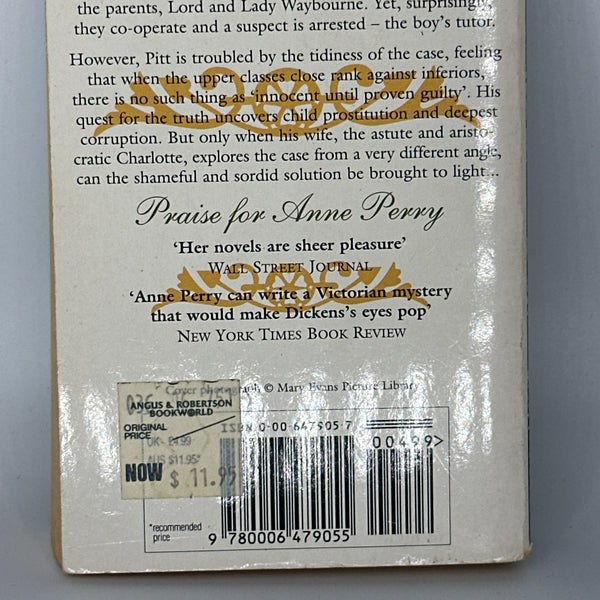 the parents, Lord and Lady Waybourne. Yet, surprisingly,
they co-operate and a suspect is arrested – the boy's tutor.
However, Pitt is troubled by the tidiness of the case, feeling
that when the upper classes close rank against inferiors,
there is no such thing as 'innocent until proven guilty'. His
quest for the truth uncovers child prostitution and deepest
corruption. But only when his wife, the astute and aristo-
cratic Charlotte, explores the case from a very different angle,
can the shameful and sordid solution be brought to light...
Praise for Anne Perry
'Her novels are sheer pleasure'
WALL STREET JOURNAL
'Anne Perry can write a Victorian mystery
that would make Dickens's eyes pop'
NEW YORK TIMES BOOK REVIEW
Cover photograph © Mary Evans Picture Library
036
ANGUS & ROBERTSON
BOOKWORLD
ORIGINAL
PRICE
UK £4.99
AUS $11.95*
NOW $ 11.95
*recommended
price
ISBN 0-00-647905-7
00499>
9 780006 479055